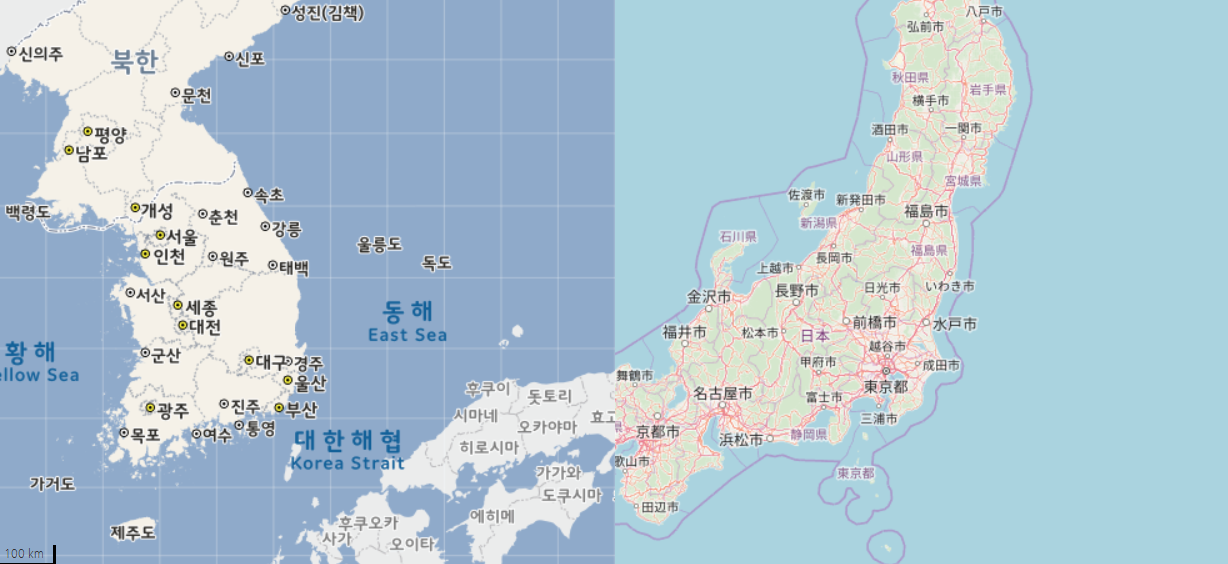 성진(김책)
신의주
북한
신포
문천
평양
남포
속초
백령도
개성
춘천
서울
강릉
인천
원주
태백
울릉도
독도
서산
세종
대전
동해
East Sea
황해
ellow Sea
군산
대구
경주
울산
광주
진주
부산
목포
여수
통영
대한해협
Korea Strait
가거도
제주도
후쿠이
돗토리
시마네
오카야마
효고
히로시마
가가와
도쿠시마
에히메
후쿠오카
사가
오이타
100 km
八戸市
弘前市
秋田県
岩手県
横手市
酒田市
一関市
山形県
宮城県
佐渡市
新発田市
福島市
新潟県
石川県
福島県
長岡市
上越市
長野市
日光市
いわき市
金沢市
前橋市
水戸市
福井市
松本市
日本
越谷市
甲府市
成田市
舞鶴市
東京都
名古屋市
富士市
三浦市
京都市
浜松市
静岡県
歌山市
東京都
田辺市